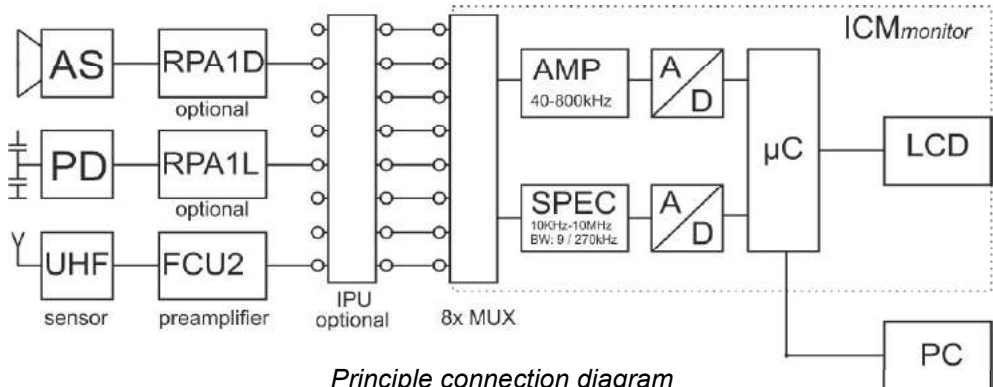 ICMmonitor
AS
RPA1D
optional
AMP
40-800kHz
A
D
PD
RPA1L
optional
µC
LCD
SPEC
10KHz-10MHz
BW: 9 / 270kHz
A
D
UHF
FCU2
sensor
preamplifier
IPU
optional
8x MUX
PC
Principle connection diagram